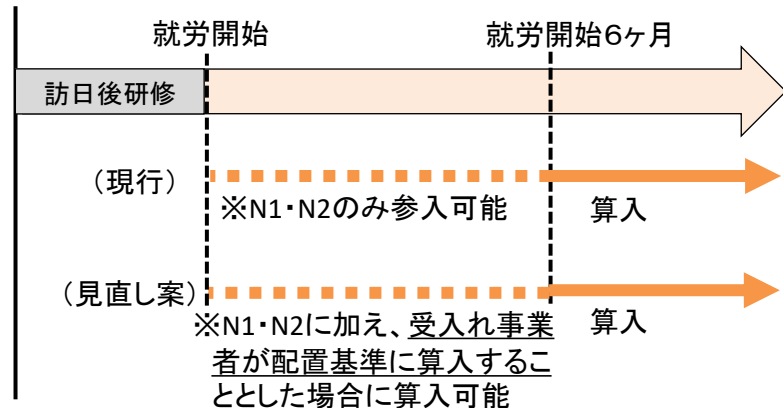 就労開始
就労開始6ヶ月
訪日後研修
（現行）
※N1・N2のみ参入可能
算入
（見直し案）
※N1・N2に加え、受入れ事業
者が配置基準に算入するこ
ととした場合に算入可能
算入